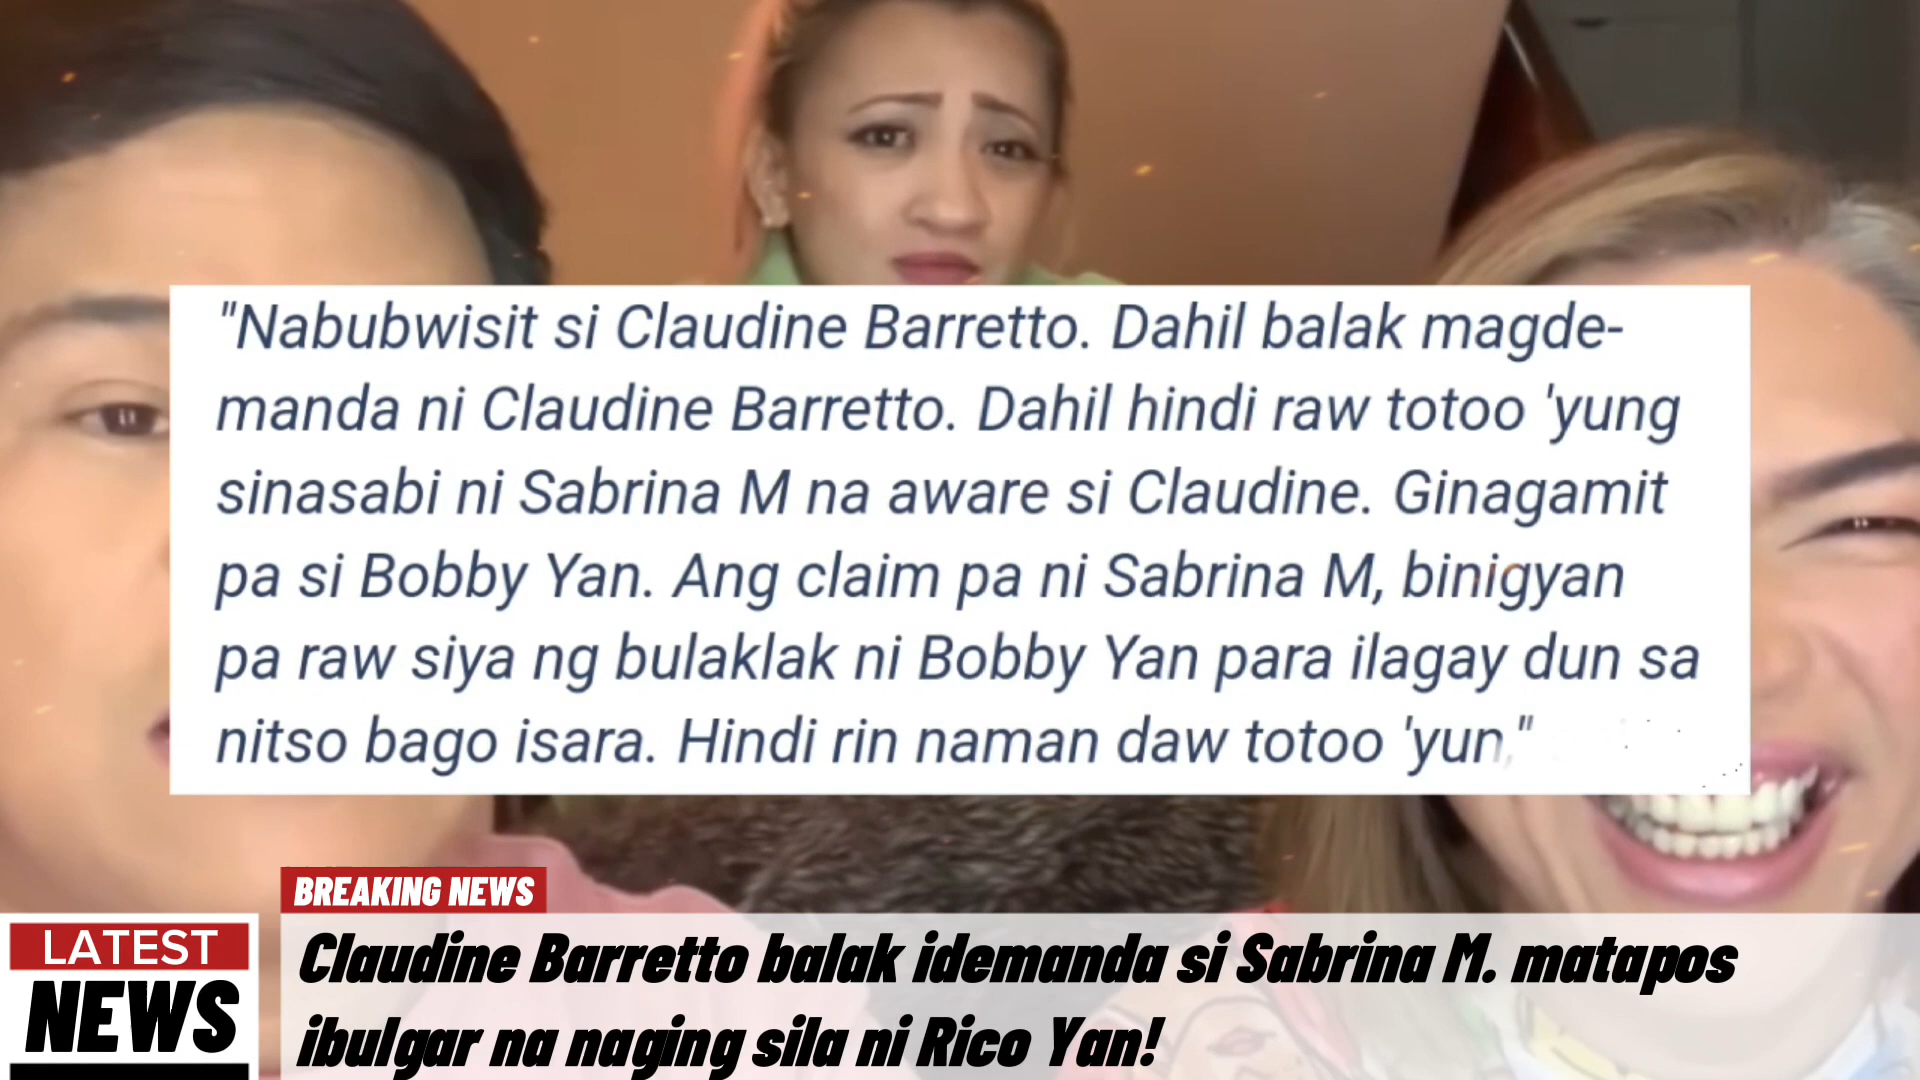 "Nabubwisit si Claudine Barretto. Dahil balak magde-
manda ni Claudine Barretto. Dahil hindi raw totoo 'yung
sinasabi ni Sabrina M na aware si Claudine. Ginagamit
pa si Bobby Yan. Ang claim pa ni Sabrina M, binigyan
pa raw siya ng bulaklak ni Bobby Yan para ilagay dun sa
nitso bago isara. Hindi rin naman daw totoo 'yun,"
BREAKING NEWS
LATEST
NEWS
Claudine Barretto balak idemanda si Sabrina M. matapos
ibulgar na naging sila ni Rico Yan!